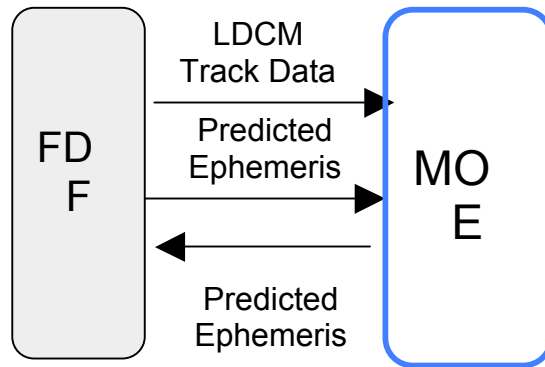 FD
F
LDCM
Track Data
Predicted
Ephemeris
Predicted
Ephemeris
MO
E